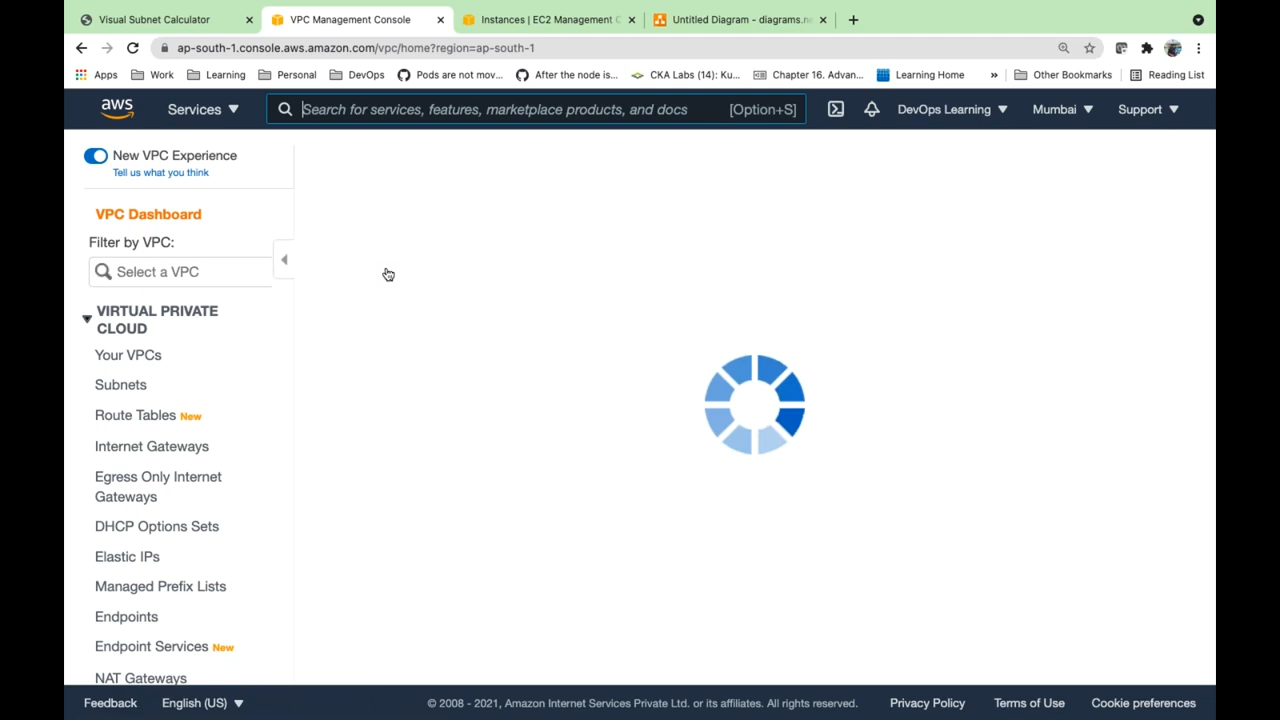 Visual Subnet Calculator
VPC Management Console
Instances | EC2 Management C
Untitled Diagram - diagrams.ne
ap-south-1.console.aws.amazon.com/vpc/home?region=ap-south-1
Apps
Work
Learning
Personal
DevOps
Pods are not mov...
After the node is...
CKA Labs (14): Ku...
Chapter 16. Advan...
Learning Home
»
Other Bookmarks
Reading List
aws
Services
Search for services, features, marketplace products, and docs
[Option+S]
DevOps Learning
Mumbai
Support
New VPC Experience
Tell us what you think
VPC Dashboard
Filter by VPC:
Select a VPC
VIRTUAL PRIVATE
CLOUD
Your VPCs
Subnets
Route Tables New
Internet Gateways
Egress Only Internet
Gateways
DHCP Options Sets
Elastic IPs
Managed Prefix Lists
Endpoints
Endpoint Services New
NAT Gateways
Feedback
English (US)
© 2008 - 2021, Amazon Internet Services Private Ltd. or its affiliates. All rights reserved.
Privacy Policy
Terms of Use
Cookie preferences